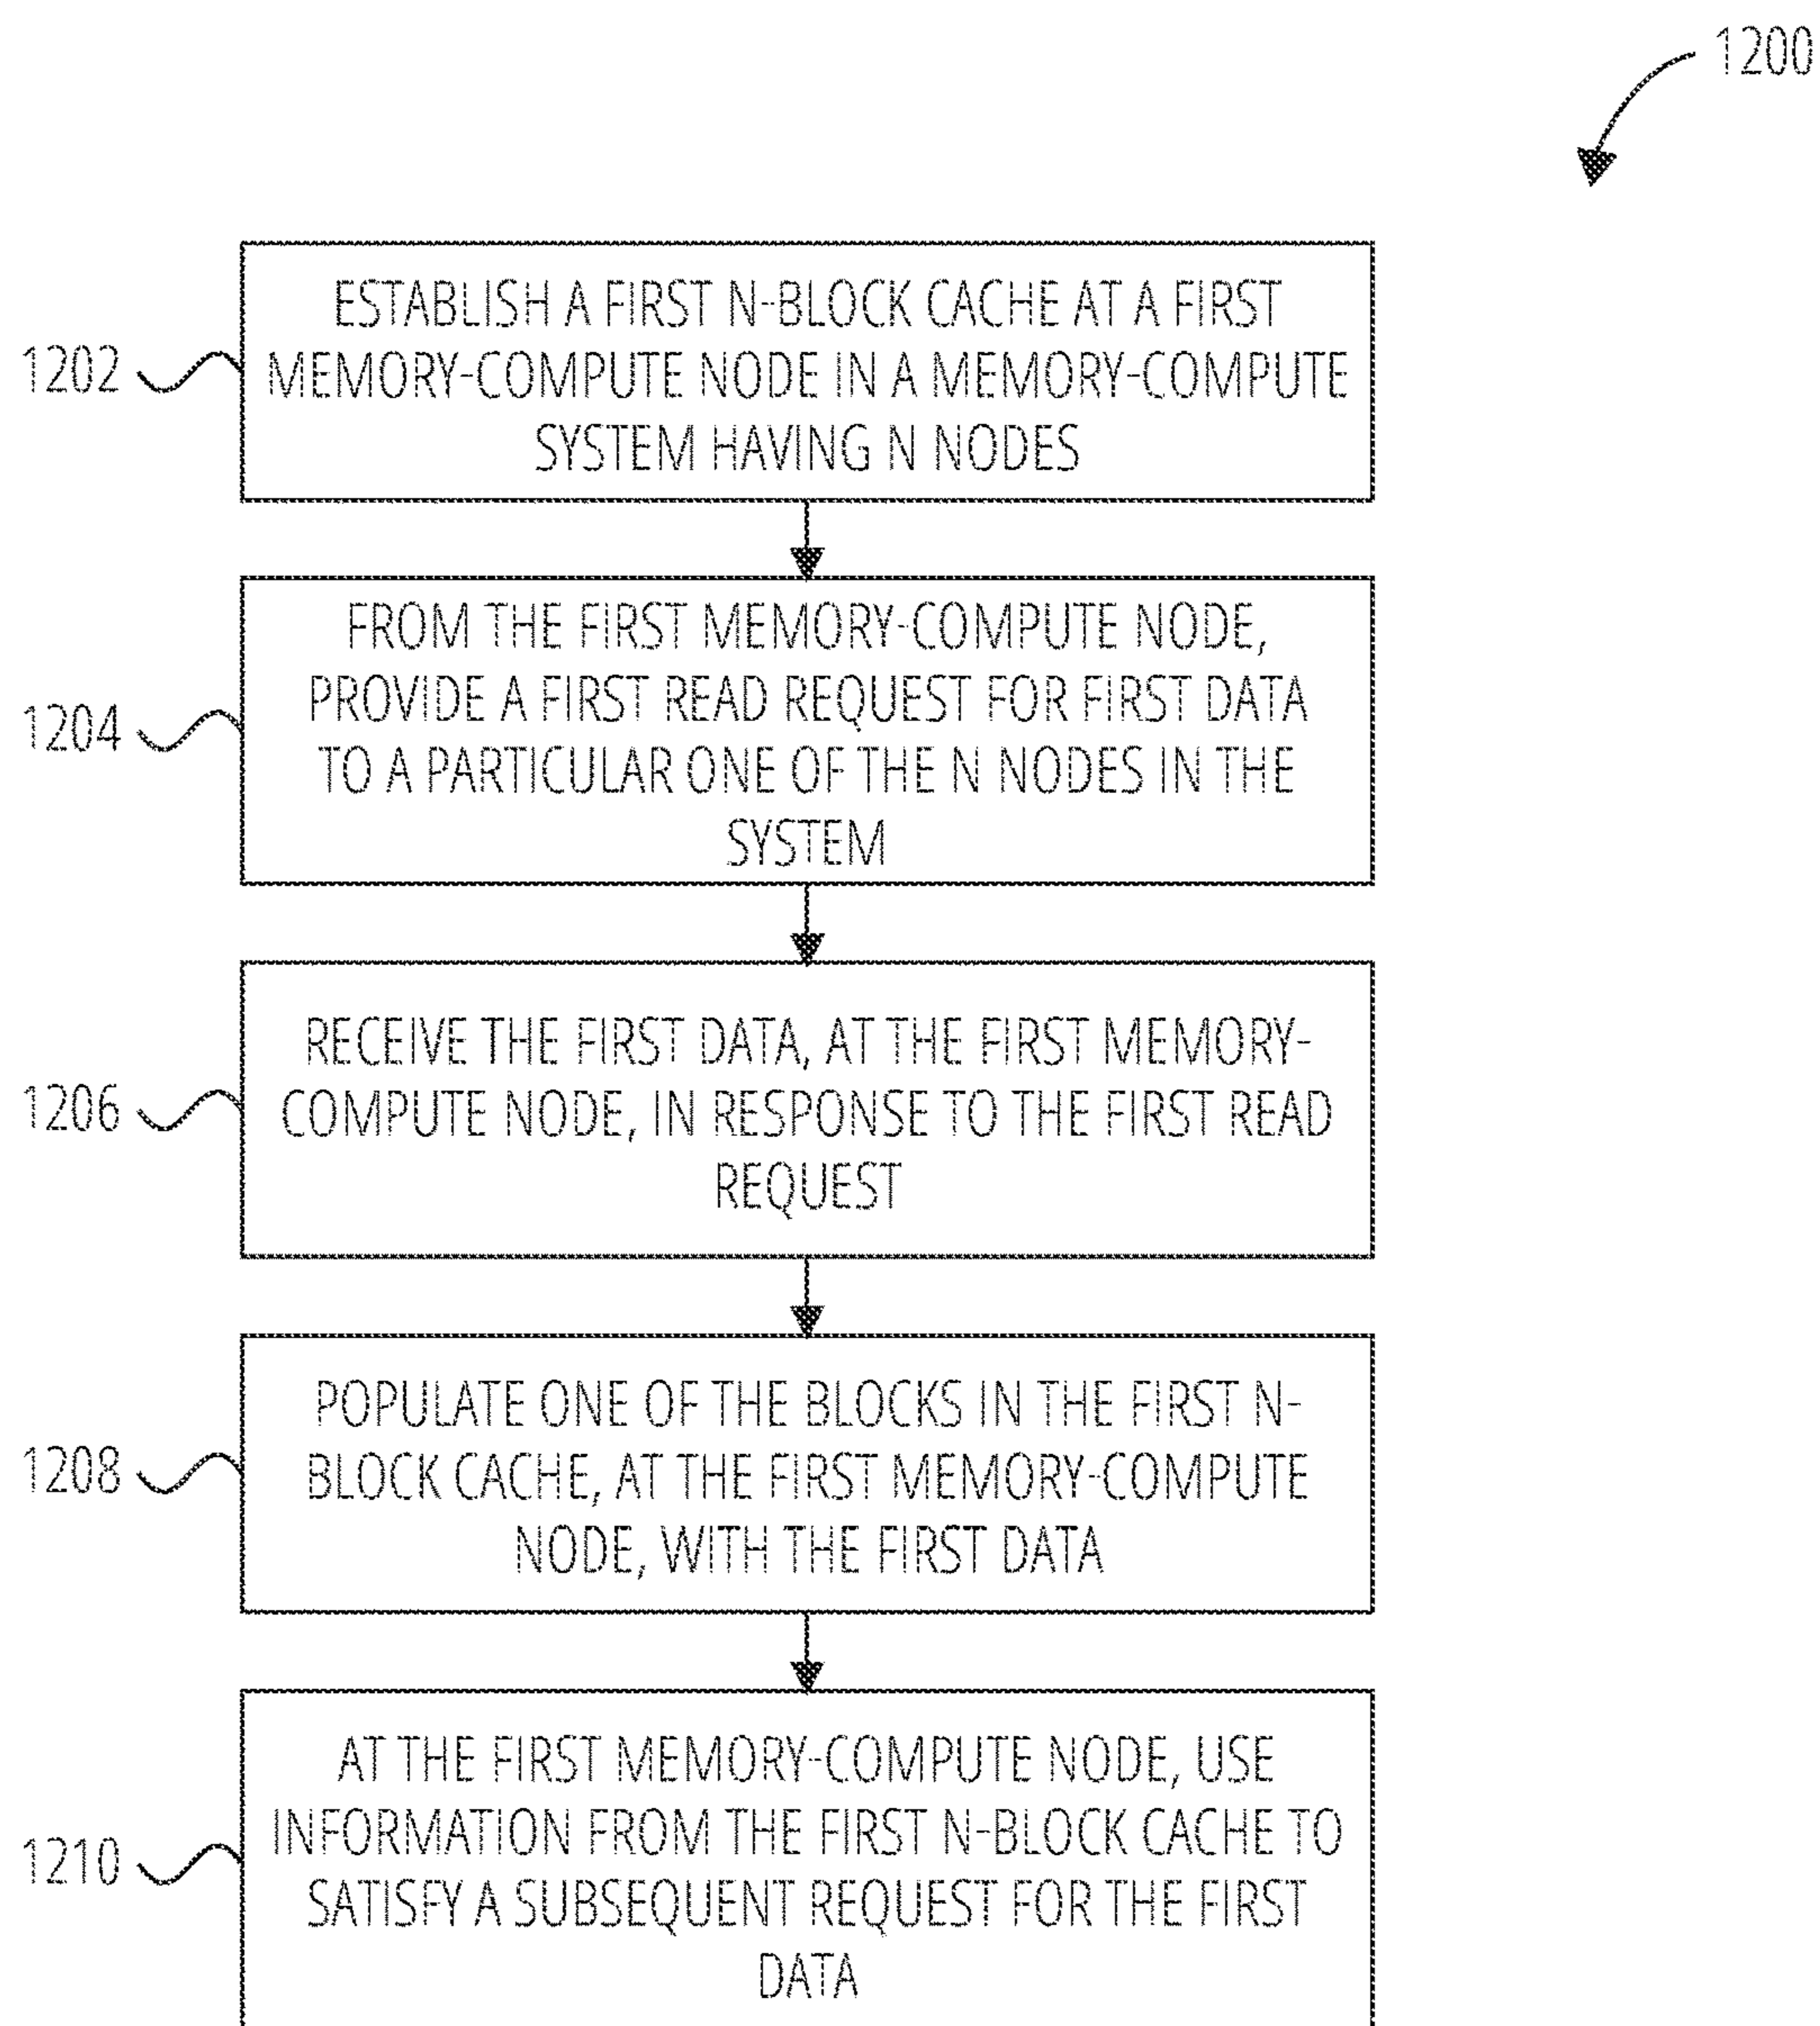 1200
1202
ESTABLISH A FIRST N-BLOCK CACHE AT A FIRST
MEMORY-COMPUTE NODE IN A MEMORY-COMPUTE
SYSTEM HAVING N NODES
1204
FROM THE FIRST MEMORY-COMPUTE NODE,
PROVIDE A FIRST READ REQUEST FOR FIRST DATA
TO A PARTICULAR ONE OF THE N NODES IN THE
SYSTEM
1206
RECEIVE THE FIRST DATA, AT THE FIRST MEMORY-
COMPUTE NODE, IN RESPONSE TO THE FIRST READ
REQUEST
1208
POPULATE ONE OF THE BLOCKS IN THE FIRST N-
BLOCK CACHE, AT THE FIRST MEMORY-COMPUTE
NODE, WITH THE FIRST DATA
1210
AT THE FIRST MEMORY-COMPUTE NODE, USE
INFORMATION FROM THE FIRST N-BLOCK CACHE TO
SATISFY A SUBSEQUENT REQUEST FOR THE FIRST
DATA